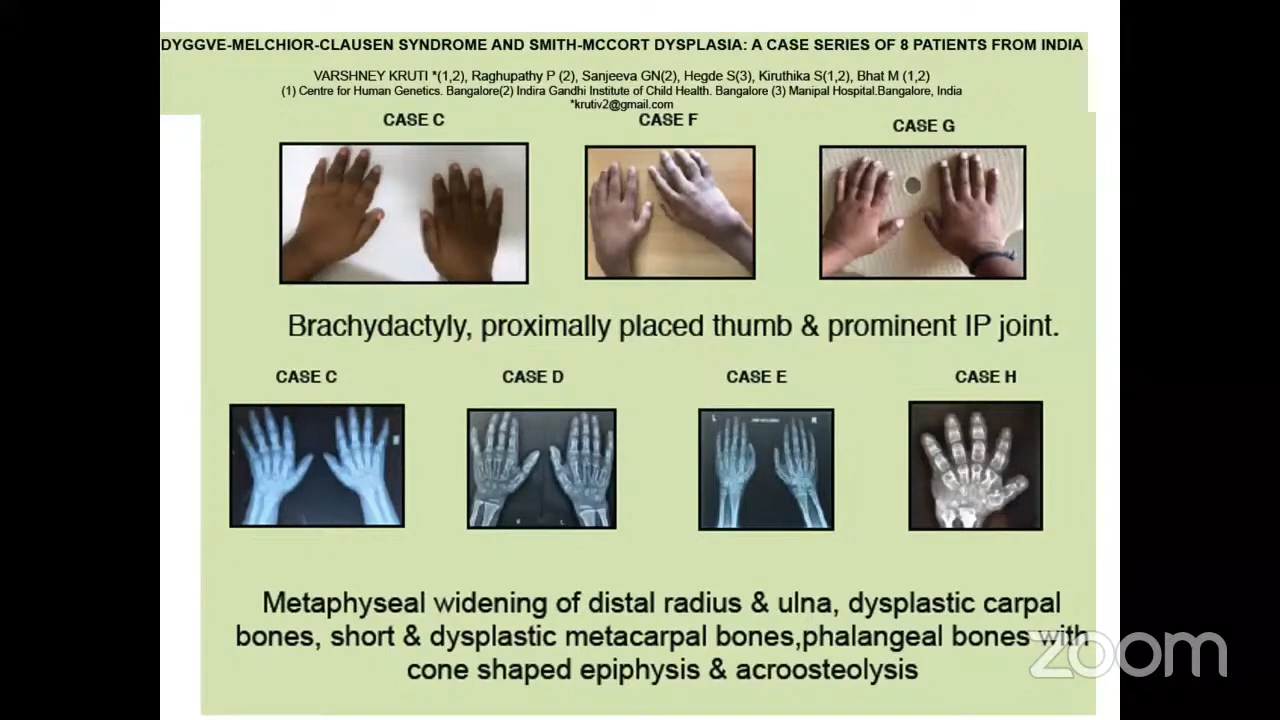 DYGGVE-MELCHIOR-CLAUSEN SYNDROME AND SMITH-MCCORT DYSPLASIA: A CASE SERIES OF 8 PATIENTS FROM INDIA
VARSHNEY KRUTI *(1,2), Raghupathy P (2), Sanjeeva GN(2), Hegde S(3), Kiruthika S(1,2), Bhat M (1,2)
(1) Centre for Human Genetics. Bangalore(2) Indira Gandhi Institute of Child Health. Bangalore (3) Manipal Hospital.Bangalore, India
*krutiv2@gmail.com
CASE C
CASE F
CASE G
Brachydactyly, proximally placed thumb & prominent IP joint.
CASE C
CASE D
CASE E
CASE H
Metaphyseal widening of distal radius & ulna, dysplastic carpal
bones, short & dysplastic metacarpal bones,phalangeal bones with
cone shaped epiphysis & acroosteolysis
zoom